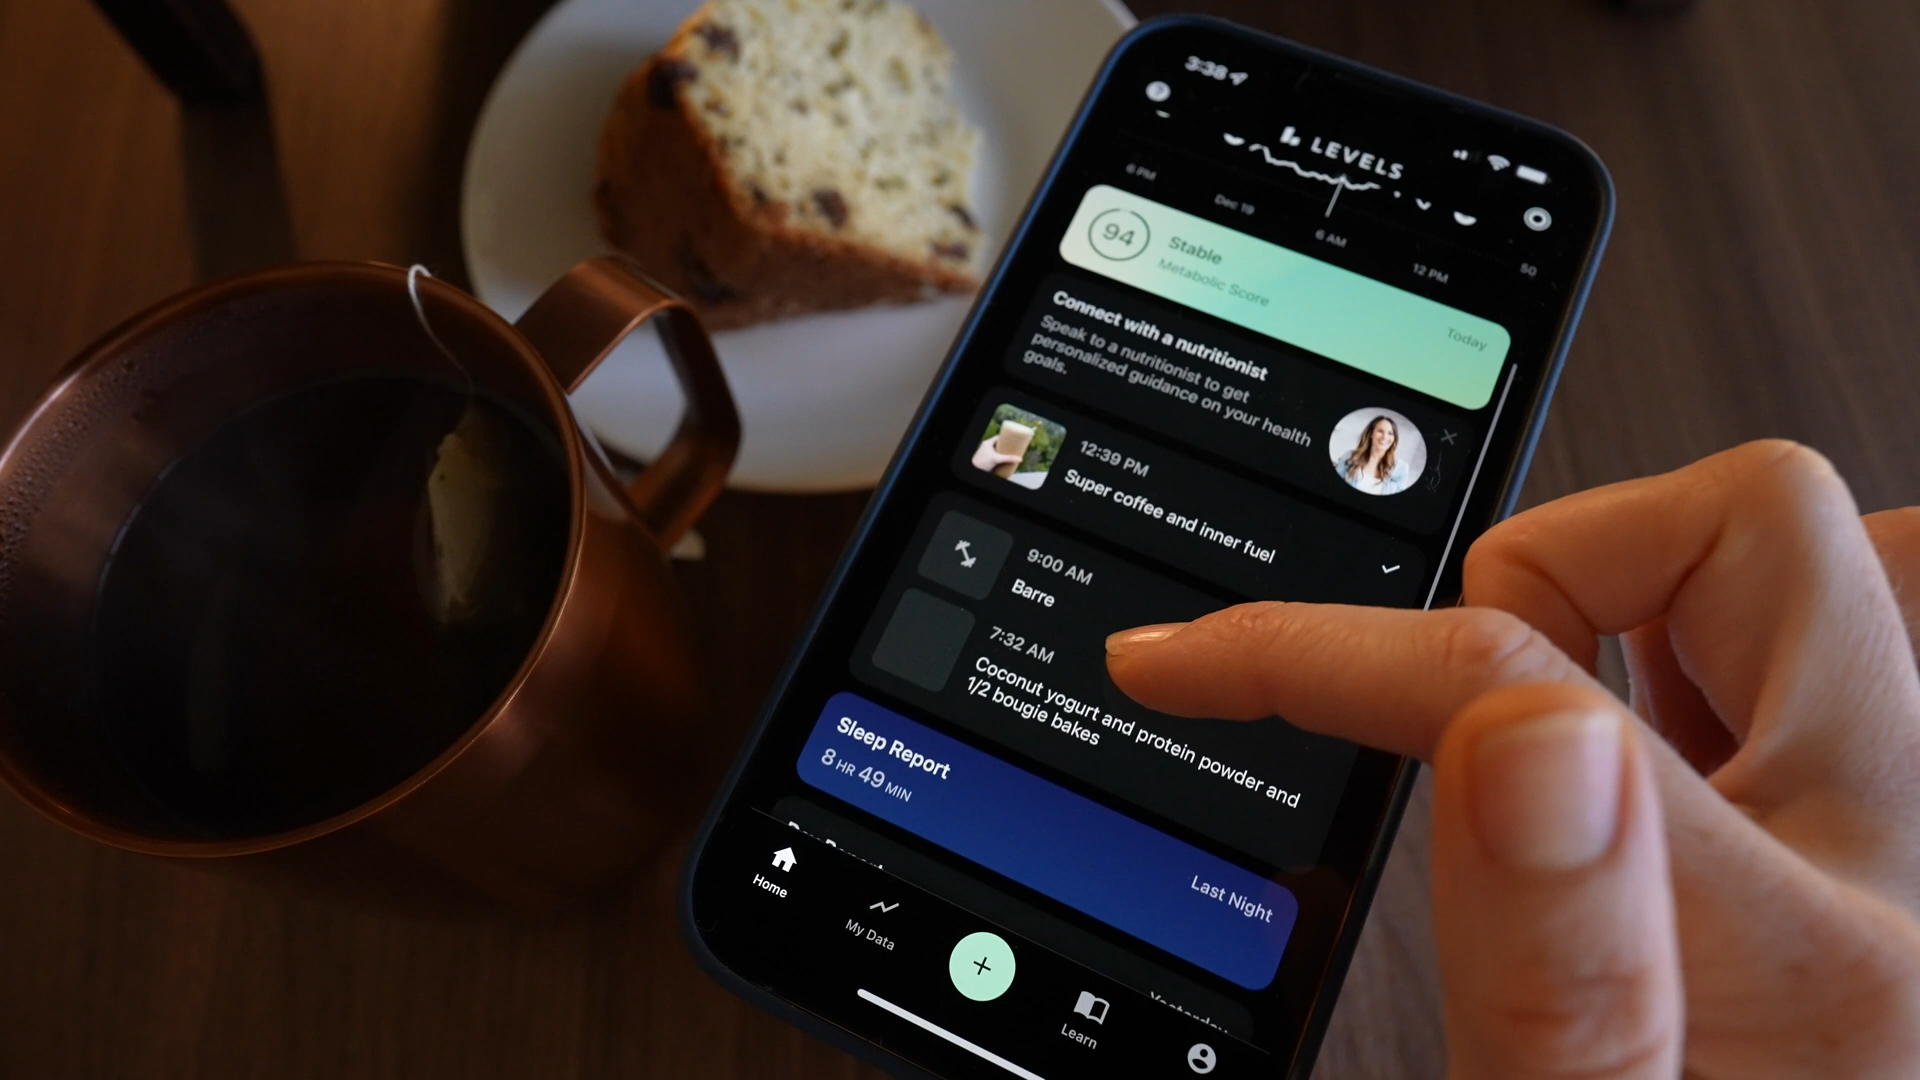 3:38
LEVELS
6 PM
Dec 19
6 AM
12 PM
50
94
Stable
Metabolic Score
Today
Connect with a nutritionist
Speak to a nutritionist to get
personalized guidance on your health
goals.
12:39 PM
Super coffee and inner fuel
9:00 AM
Barre
7:32 AM
Coconut yogurt and protein powder and
1/2 bougie bakes
Sleep Report
8 HR 49 MIN
Last Night
Yesterday
Home
My Data
+
Learn